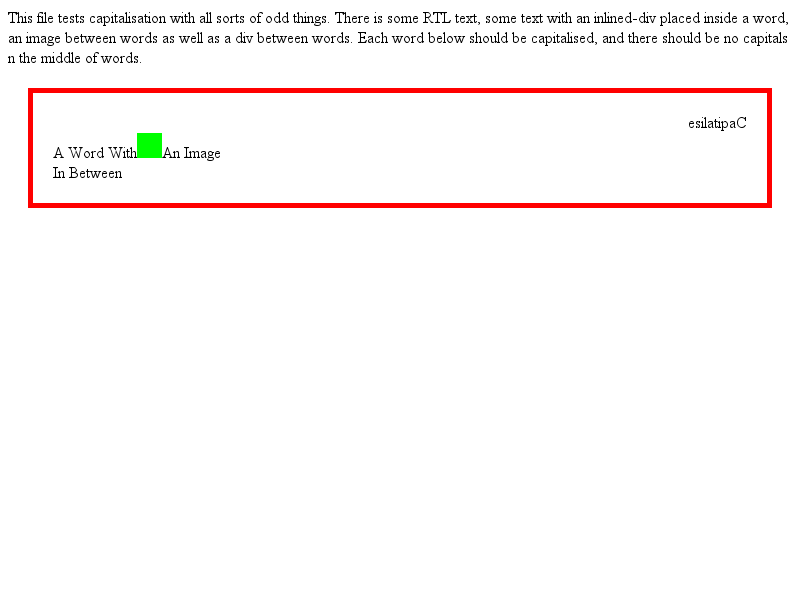 This file tests capitalisation with all sorts of odd things. There is some RTL text, some text with an inlined-div placed inside a word,
an image between words as well as a div between words. Each word below should be capitalised, and there should be no capitals
n the middle of words.
esilatipaC
A Word With An Image
In Between